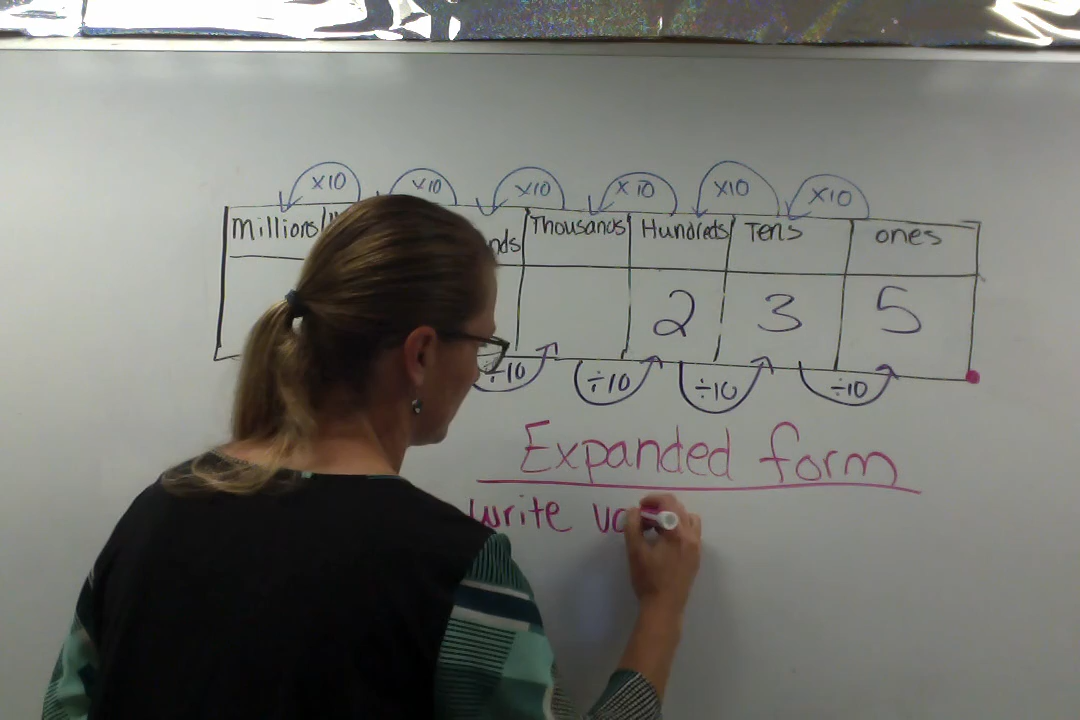 x10 x10 x10 x10 x10 x10
Millions Thousands Hundreds Tens ones
2 3 5
÷10 ÷10 ÷10 ÷10
Expanded form
write